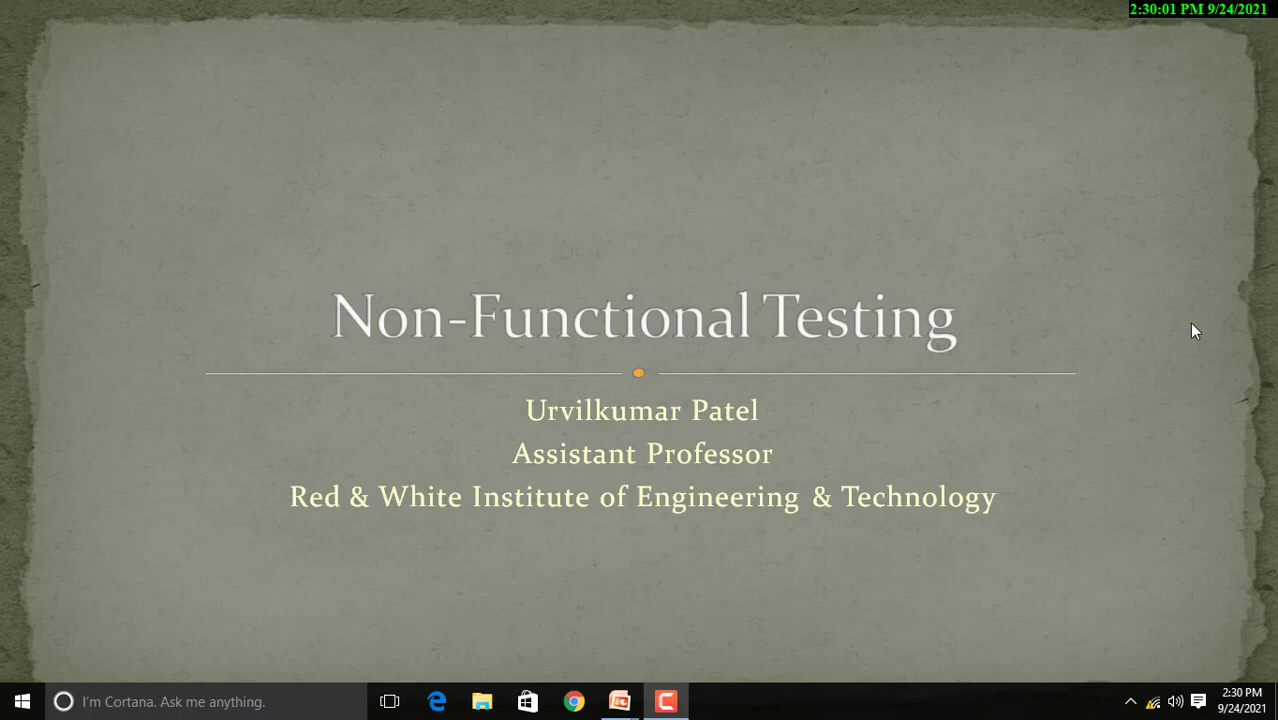 2:30:01 PM 9/24/2021
Non-Functional Testing
Urvilkumar Patel
Assistant Professor
Red & White Institute of Engineering & Technology
I'm Cortana. Ask me anything.
2:30 PM
9/24/2021